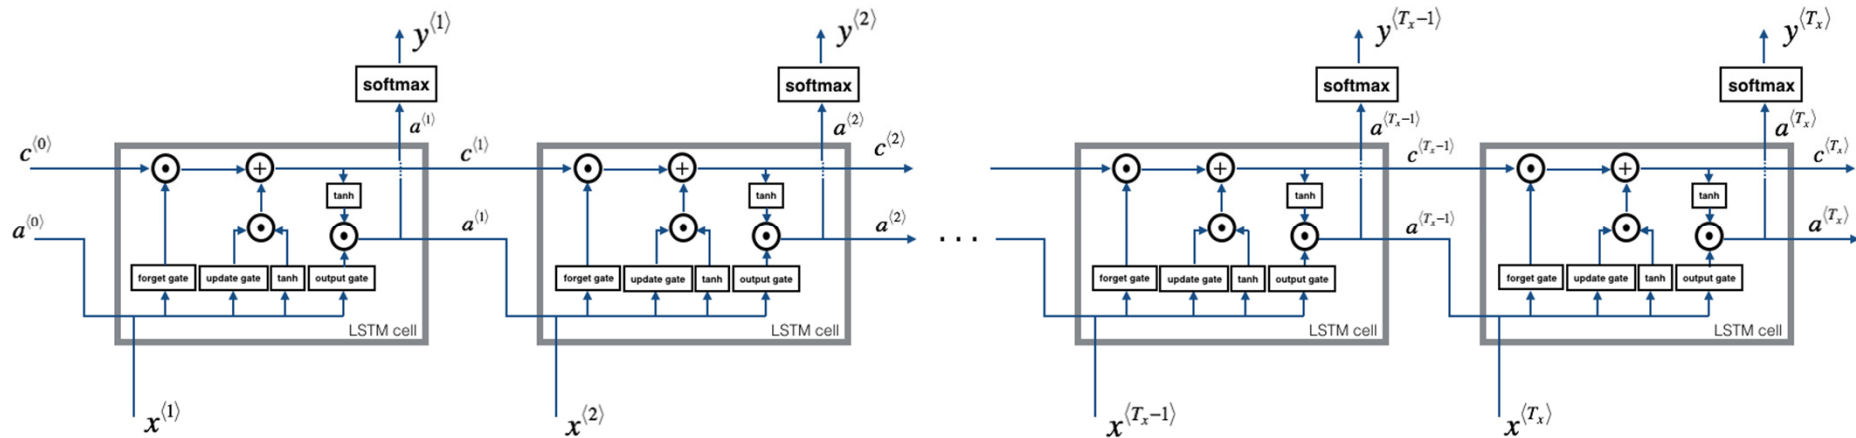 y⟨1⟩ y⟨2⟩ y⟨Tₓ−1⟩ y⟨Tₓ⟩
softmax softmax softmax softmax
a⟨1⟩ a⟨2⟩ a⟨Tₓ−1⟩ a⟨Tₓ⟩
c⟨0⟩ c⟨1⟩ c⟨2⟩ c⟨Tₓ−1⟩ c⟨Tₓ⟩
+ + + +
tanh tanh tanh tanh
a⟨0⟩ a⟨1⟩ a⟨2⟩ ... a⟨Tₓ−1⟩ a⟨Tₓ⟩
forget gate update gate tanh output gate forget gate update gate tanh output gate forget gate update gate tanh output gate forget gate update gate tanh output gate
LSTM cell LSTM cell LSTM cell LSTM cell
x⟨1⟩ x⟨2⟩ x⟨Tₓ−1⟩ x⟨Tₓ⟩